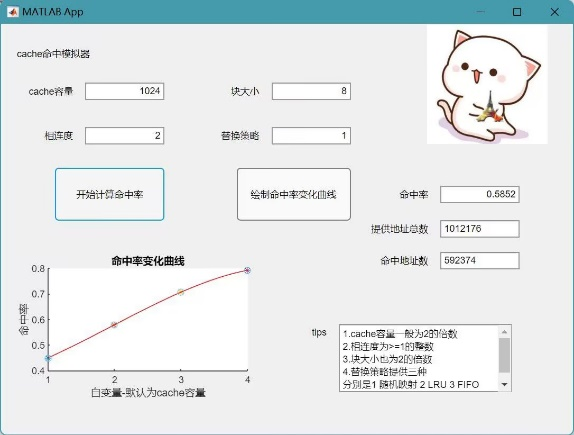 MATLAB App
cache命中模拟器
cache容量 1024 块大小 8
相连度 2 替换策略 1
开始计算命中率 绘制命中率变化曲线
命中率 0.5852
提供地址总数 1012176
命中地址数 592374
命中率变化曲线
命中率
0.8
0.7
0.6
0.5
0.4
1 2 3 4
自变量-默认为cache容量
tips
1.cache容量一般为2的倍数
2.相连度为>=1的整数
3.块大小也为2的倍数
4.替换策略提供三种
分别是1 随机映射 2 LRU 3 FIFO